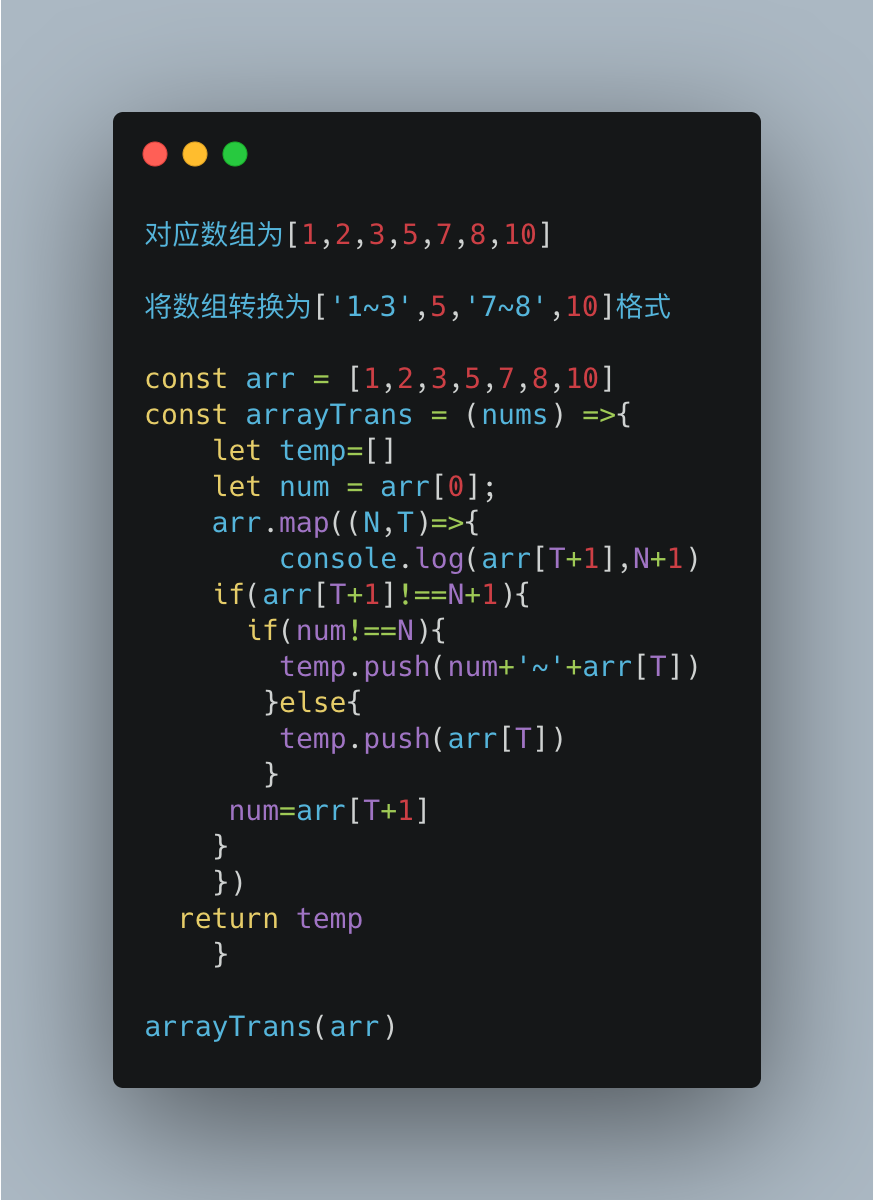 对应数组为[1,2,3,5,7,8,10]
将数组转换为['1~3',5,'7~8',10]格式
const arr = [1,2,3,5,7,8,10]
const arrayTrans = (nums) =>{
    let temp=[]
    let num = arr[0];
    arr.map((N,T)=>{
        console.log(arr[T+1],N+1)
    if(arr[T+1]!==N+1){
      if(num!==N){
        temp.push(num+'~'+arr[T])
       }else{
        temp.push(arr[T])
       }
     num=arr[T+1]
    }
    })
  return temp
    }
arrayTrans(arr)